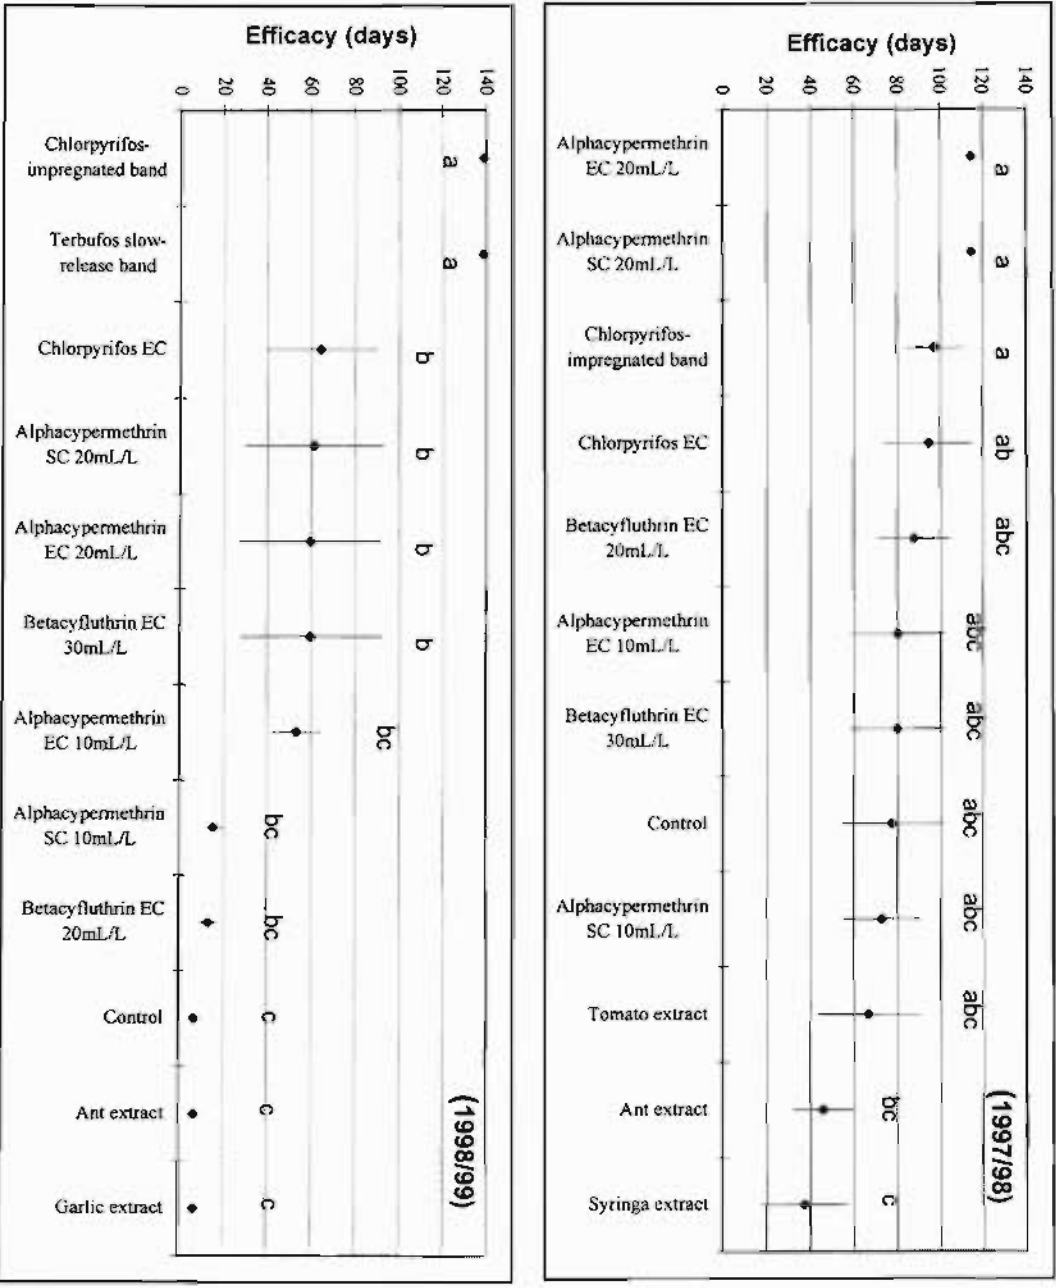 Efficacy (days)
0 20 40 60 80 100 120 140
Chlorpyrifos-
impregnated band
a
Terbufos slow-
release band
a
Chlorpyrifos EC
b
Alphacypermethrin
SC 20mL/L
b
Alphacypermethrin
EC 20mL/L
b
Betacyfluthrin EC
30mL/L
b
Alphacypermethrin
EC 10mL/L
bc
Alphacypermethrin
SC 10mL/L
bc
Betacyfluthrin EC
20mL/L
bc
Control
c
Ant extract
c
Garlic extract
c
(1998/99)
Efficacy (days)
0 20 40 60 80 100 120 140
Alphacypermethrin
EC 20mL/L
a
Alphacypermethrin
SC 20mL/L
a
Chlorpyrifos-
impregnated band
a
Chlorpyrifos EC
ab
Betacyfluthrin EC
20mL/L
abc
Alphacypermethrin
EC 10mL/L
abc
Betacyfluthrin EC
30mL/L
abc
Control
abc
Alphacypermethrin
SC 10mL/L
abc
Tomato extract
abc
Ant extract
bc
Syringa extract
c
(1997/98)